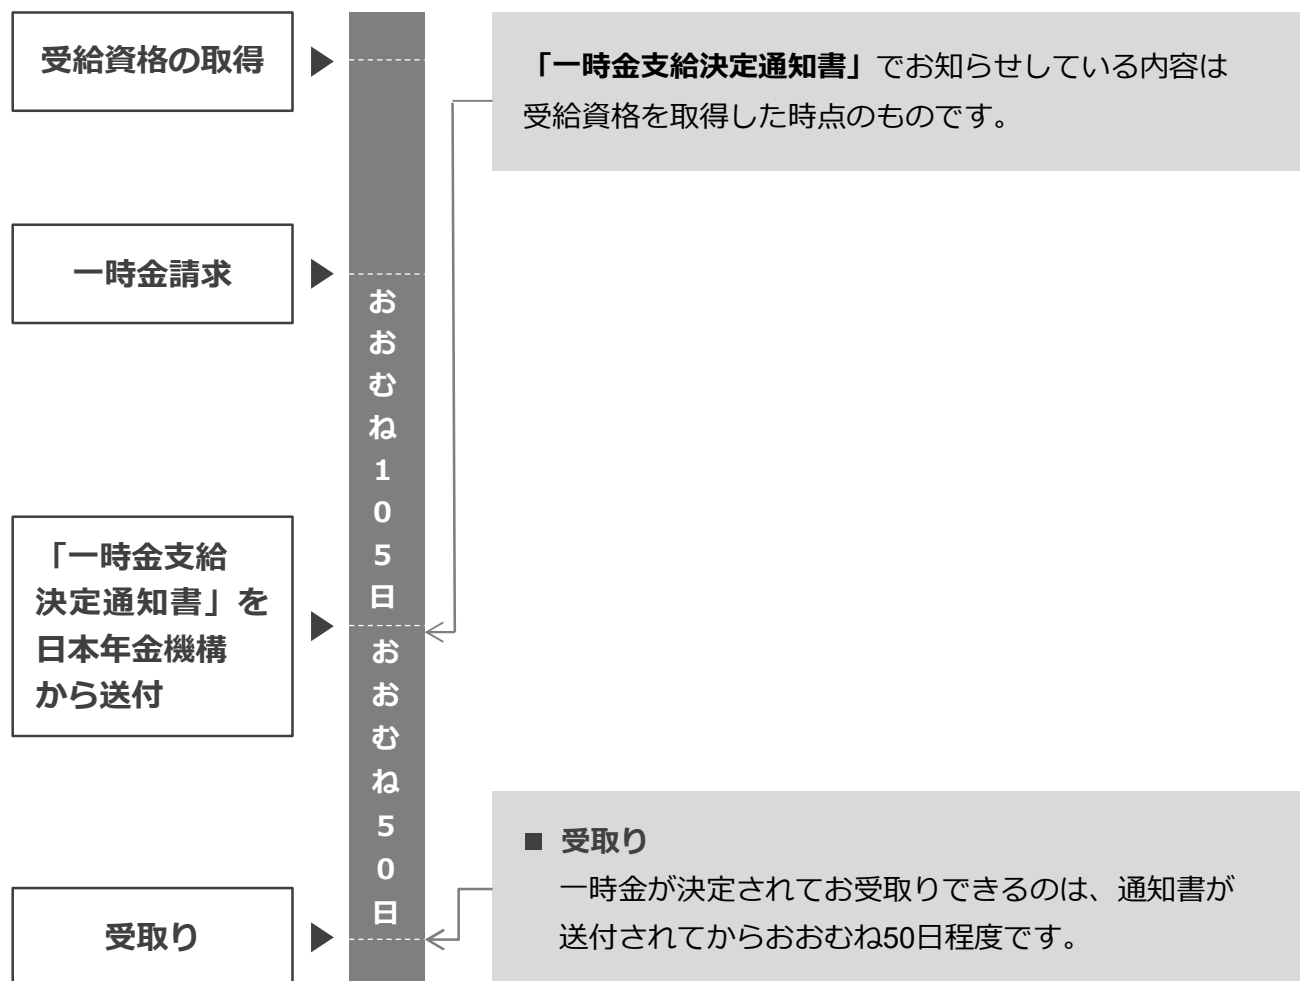 受給資格の取得
「一時金支給決定通知書」でお知らせしている内容は
受給資格を取得した時点のものです。
一時金請求
おおむね105日
「一時金支給
決定通知書」を
日本年金機構
から送付
おおむね50日
受取り
■ 受取り
一時金が決定されてお受取りできるのは、通知書が
送付されてからおおむね50日程度です。